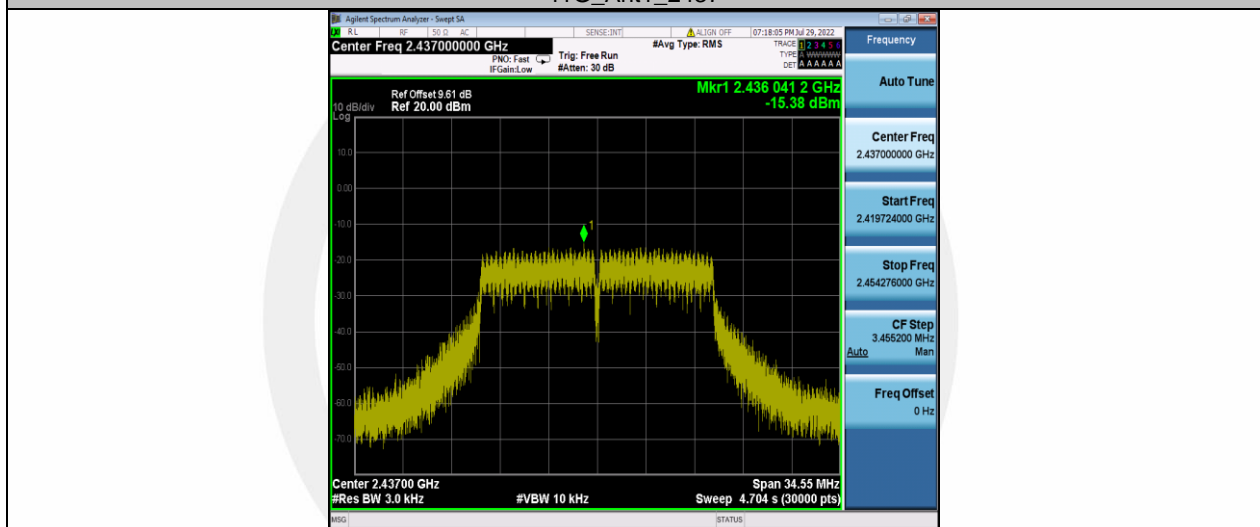 Agilent Spectrum Analyzer - Swept SA
RL RF 50 Ω AC SENSE:INT ALIGN OFF 07:18:05 PM Jul 29, 2022
Center Freq 2.437000000 GHz
PNO: Fast
IFGain:Low
Trig: Free Run
#Atten: 30 dB
#Avg Type: RMS
TRACE 1 2 3 4 5 6
TYPE A WWWWW
DET A A A A A A
Ref Offset 9.61 dB
10 dB/div Ref 20.00 dBm
Log
Mkr1 2.436 041 2 GHz
-15.38 dBm
10.0
0.00
-10.0
-20.0
-30.0
-40.0
-50.0
-60.0
-70.0
1
Center 2.43700 GHz Span 34.55 MHz
#Res BW 3.0 kHz #VBW 10 kHz Sweep 4.704 s (30000 pts)
MSG STATUS
Frequency
Auto Tune
Center Freq
2.437000000 GHz
Start Freq
2.419724000 GHz
Stop Freq
2.454276000 GHz
CF Step
3.455200 MHz
Auto Man
Freq Offset
0 Hz